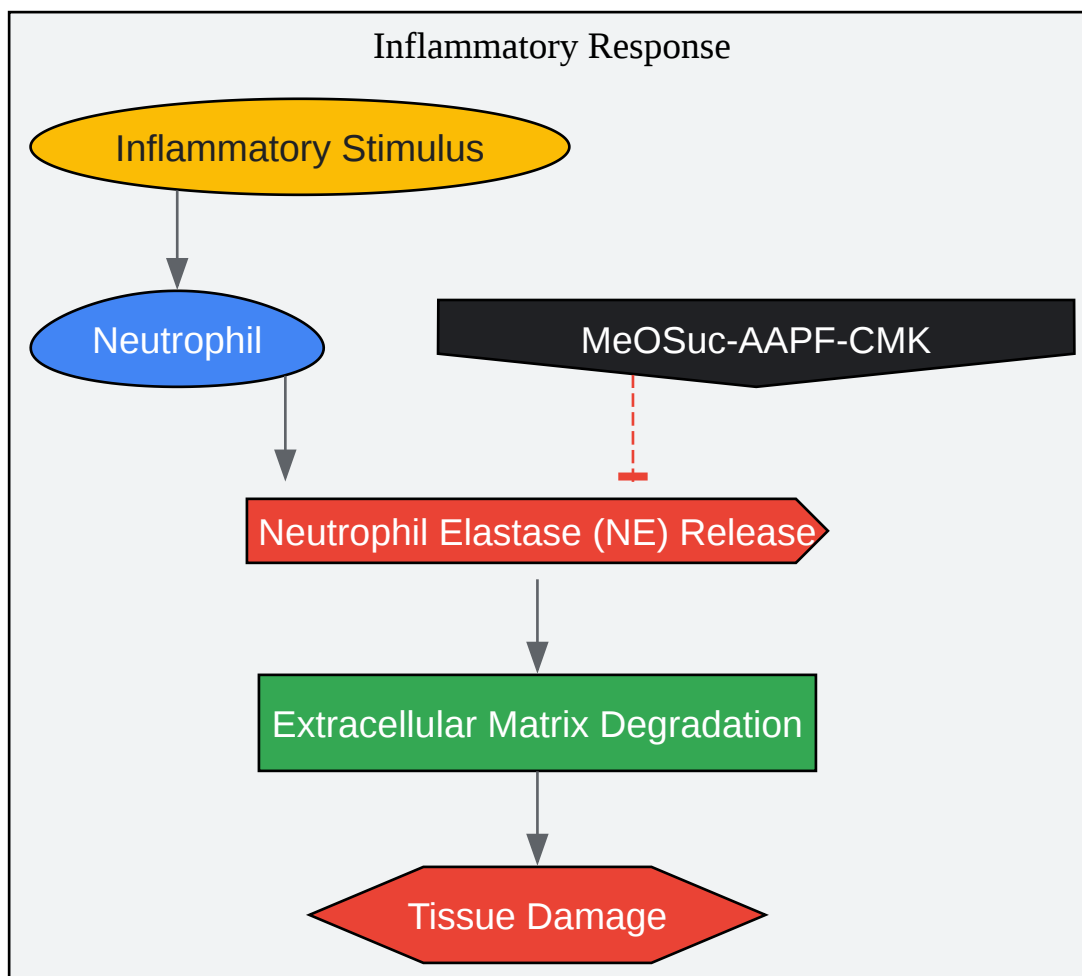 Inflammatory Response
Inflammatory Stimulus
Neutrophil
MeOSuc-AAPF-CMK
Neutrophil Elastase (NE) Release
Extracellular Matrix Degradation
Tissue Damage